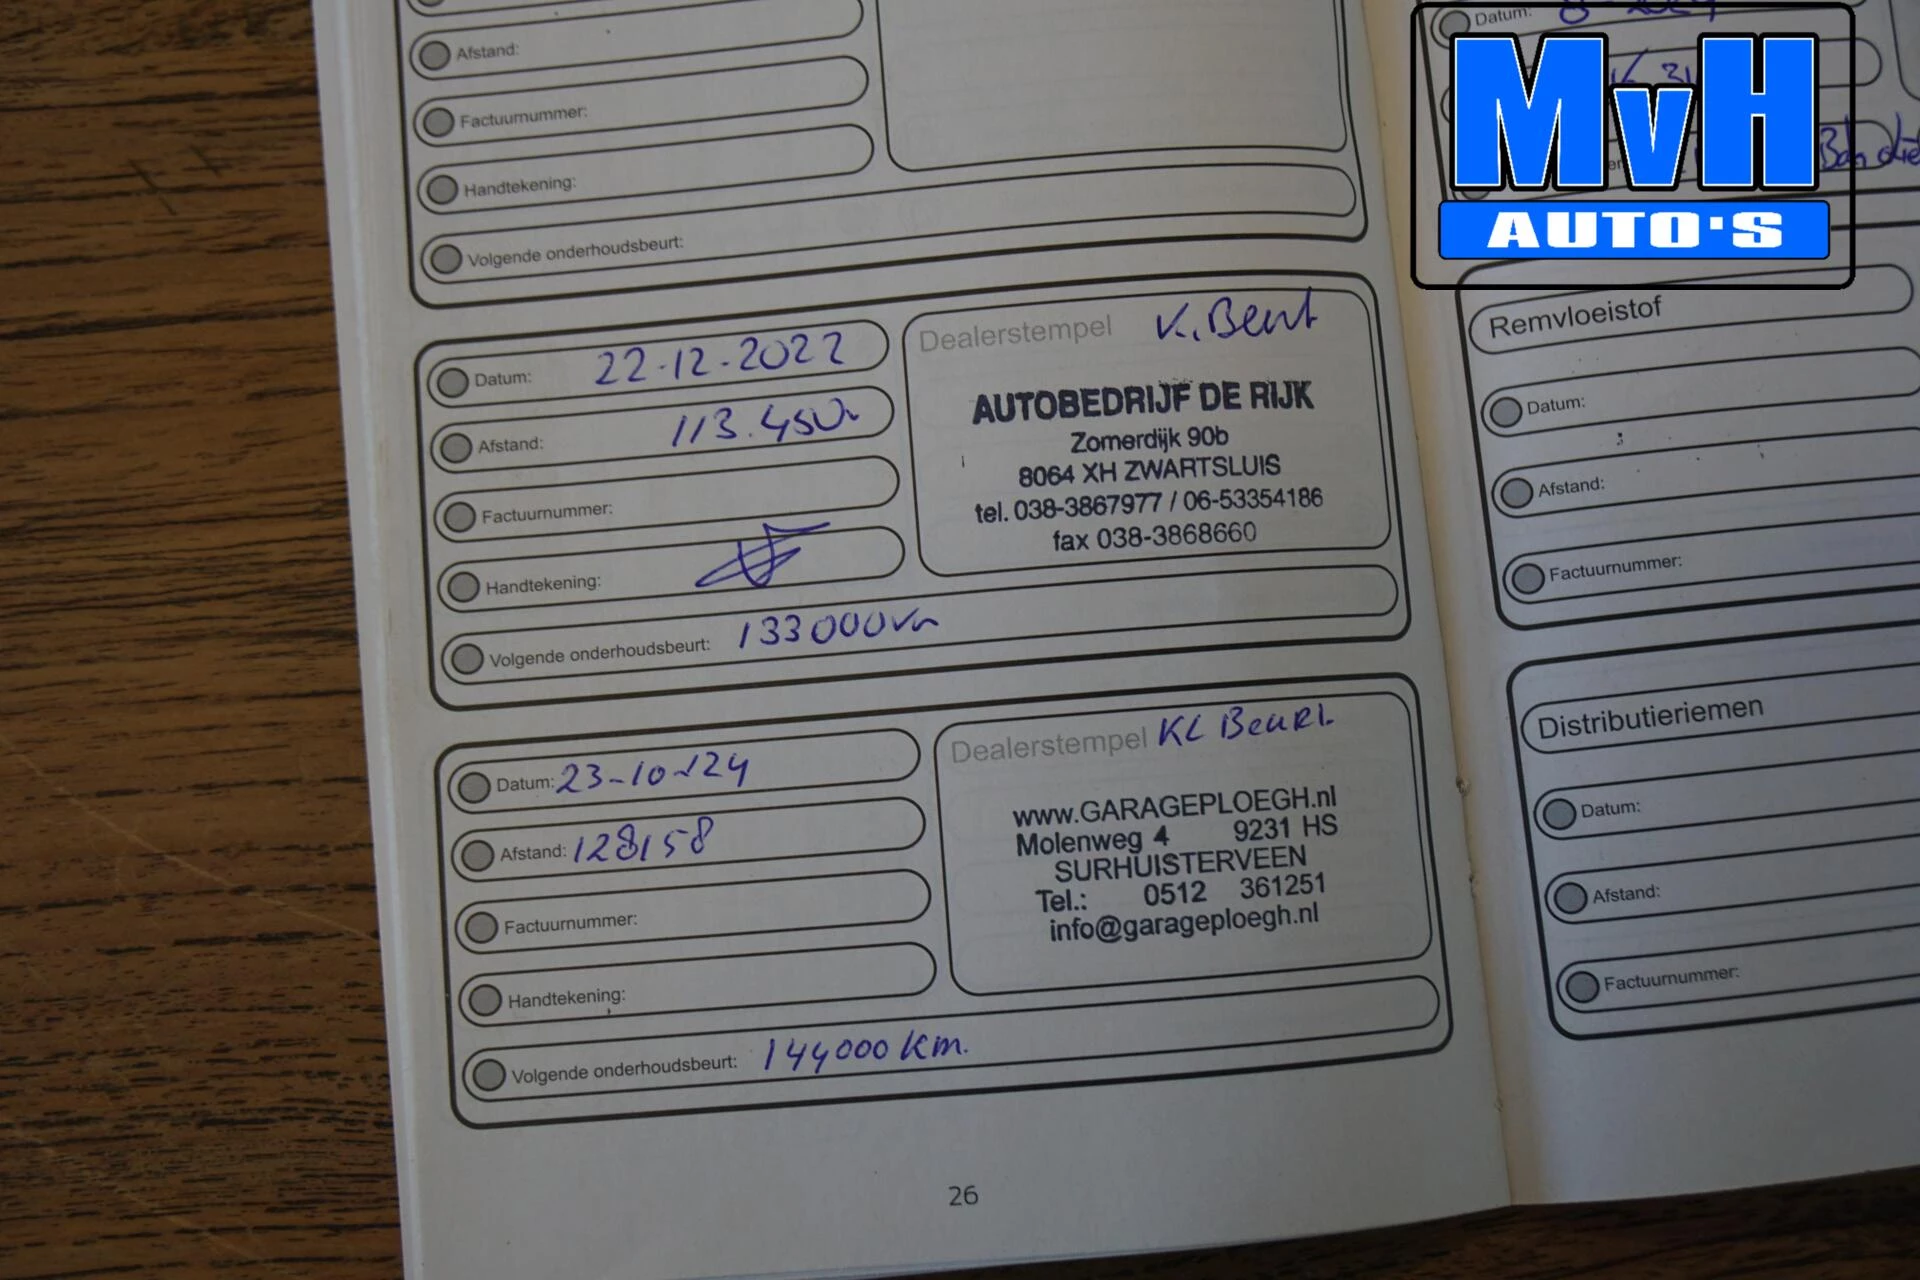 Afstand:
Factuurnummer:
Handtekening:
Volgende onderhoudsbeurt:
Datum: 22-12-2022
Afstand: 113.450
Factuurnummer:
Handtekening:
Volgende onderhoudsbeurt: 133000
Dealerstempel K. Beurt
AUTOBEDRIJF DE RIJK
Zomerdijk 90b
8064 XH ZWARTSLUIS
tel. 038-3867977 / 06-53354186
fax 038-3868660
Datum: 23-10-'24
Afstand: 128158
Factuurnummer:
Handtekening:
Volgende onderhoudsbeurt: 144000 km.
Dealerstempel KL BEURT
www.GARAGEPLOEGH.nl
Molenweg 4 9231 HS
SURHUISTERVEEN
Tel.: 0512 361251
info@garageploegh.nl
26
Datum:
MvH
AUTO'S
Remvloeistof
Datum:
Afstand:
Factuurnummer:
Distributieriemen
Datum:
Afstand:
Factuurnummer: